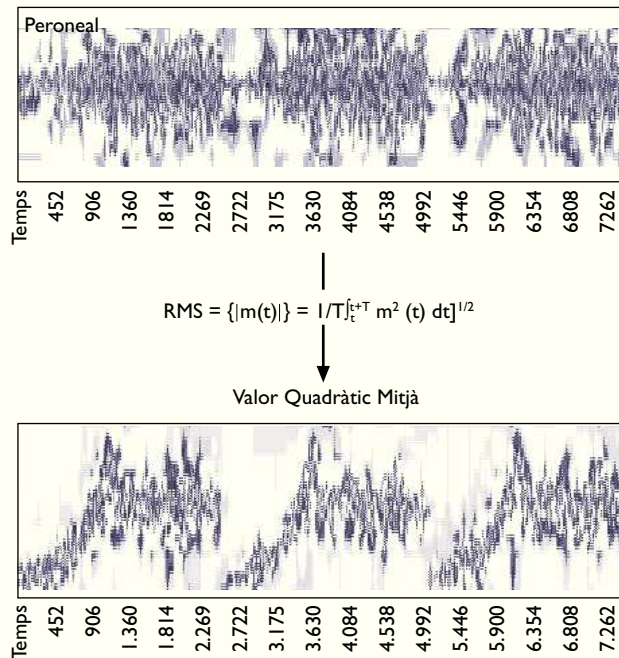 Peroneal
Temps 452 906 1360 1814 2269 2722 3175 3630 4084 4538 4992 5446 5900 6354 6808 7262
RMS = {|m(t)|} = 1/T∫ₜᵗ⁺ᵀ m² (t) dt]¹/²
Valor Quadràtic Mitjà
Temps 452 906 1.360 1.814 2.269 2.722 3.175 3.630 4.084 4.538 4.992 5.446 5.900 6.354 6.808 7.262